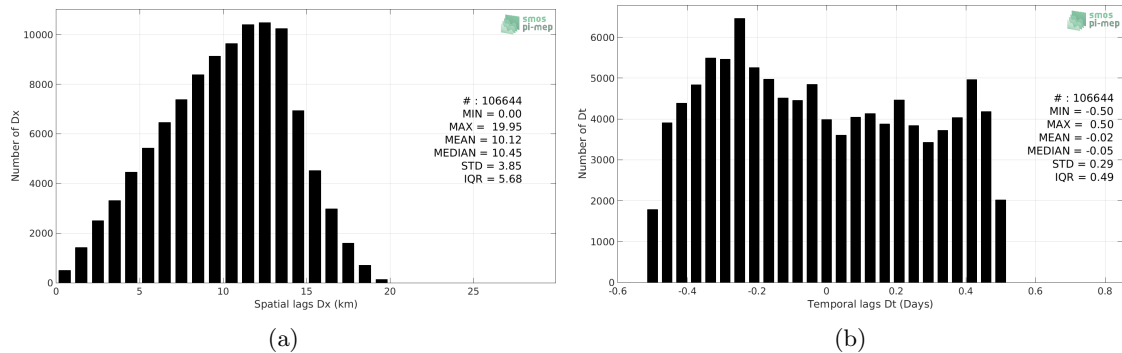 10000
8000
6000
4000
2000
0
Number of Dx
smos
pi-mep
# : 106644
MIN = 0.00
MAX = 19.95
MEAN = 10.12
MEDIAN = 10.45
STD = 3.85
IQR = 5.68
0 5 10 15 20 25
Spatial lags Dx (km)
(a)
6000
5000
4000
3000
2000
1000
0
Number of Dt
smos
pi-mep
# : 106644
MIN = -0.50
MAX = 0.50
MEAN = -0.02
MEDIAN = -0.05
STD = 0.29
IQR = 0.49
-0.6 -0.4 -0.2 0 0.2 0.4 0.6 0.8
Temporal lags Dt (Days)
(b)